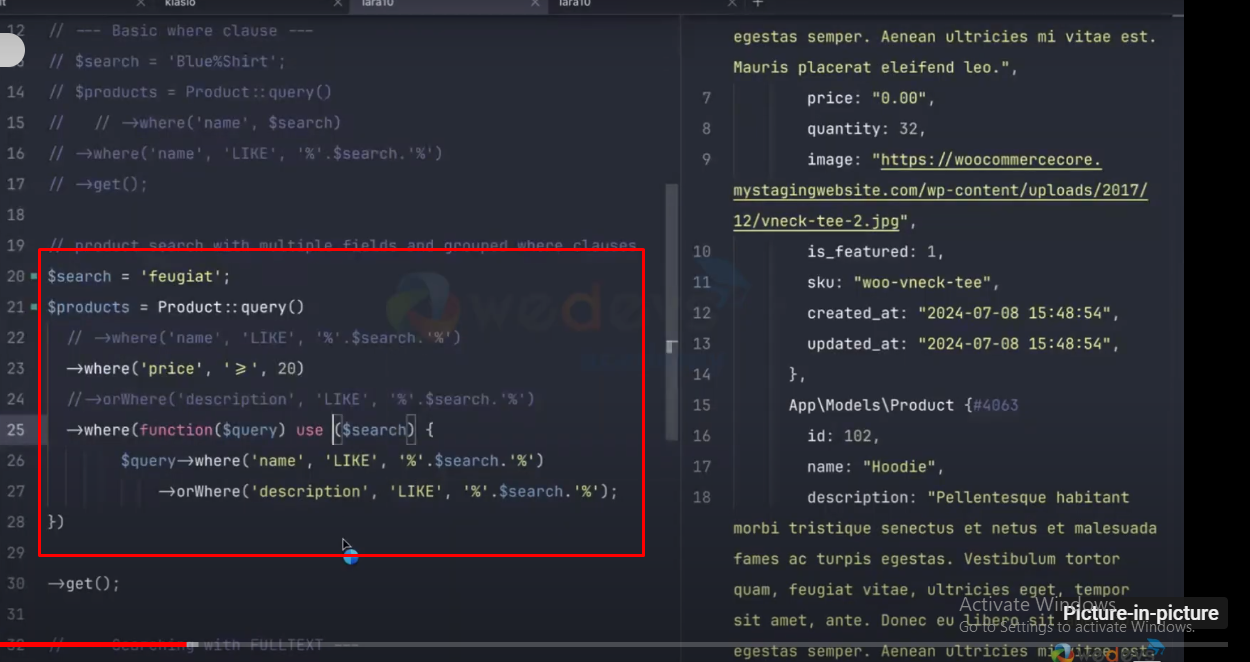 klasio
lara10
lara10
12 // --- Basic where clause ---
// $search = 'Blue%Shirt';
14 // $products = Product::query()
15 // // ->where('name', $search)
16 // ->where('name', 'LIKE', '%'.$search.'%')
17 // ->get();
18
19 // product search with multiple fields and grouped where clauses
20 $search = 'feugiat';
21 $products = Product::query()
22 // ->where('name', 'LIKE', '%'.$search.'%')
23 ->where('price', '>=', 20)
24 //->orWhere('description', 'LIKE', '%'.$search.'%')
25 ->where(function($query) use ($search) {
26 $query->where('name', 'LIKE', '%'.$search.'%')
27 ->orWhere('description', 'LIKE', '%'.$search.'%');
28 })
29
30 ->get();
31
32 // --- Searching with FULLTEXT ---
egestas semper. Aenean ultricies mi vitae est.
Mauris placerat eleifend leo.",
7 price: "0.00",
8 quantity: 32,
9 image: "https://woocommercecore.
mystagingwebsite.com/wp-content/uploads/2017/
12/vneck-tee-2.jpg",
10 is_featured: 1,
11 sku: "woo-vneck-tee",
12 created_at: "2024-07-08 15:48:54",
13 updated_at: "2024-07-08 15:48:54",
14 },
15 App\Models\Product {#4063
16 id: 102,
17 name: "Hoodie",
18 description: "Pellentesque habitant
morbi tristique senectus et netus et malesuada
fames ac turpis egestas. Vestibulum tortor
quam, feugiat vitae, ultricies eget, tempor
sit amet, ante. Donec eu libero sit
egestas semper. Aenean ultricies mi vitae est.
wedevs
Activate Windows
Go to Settings to activate Windows.
Picture-in-picture
wedevs